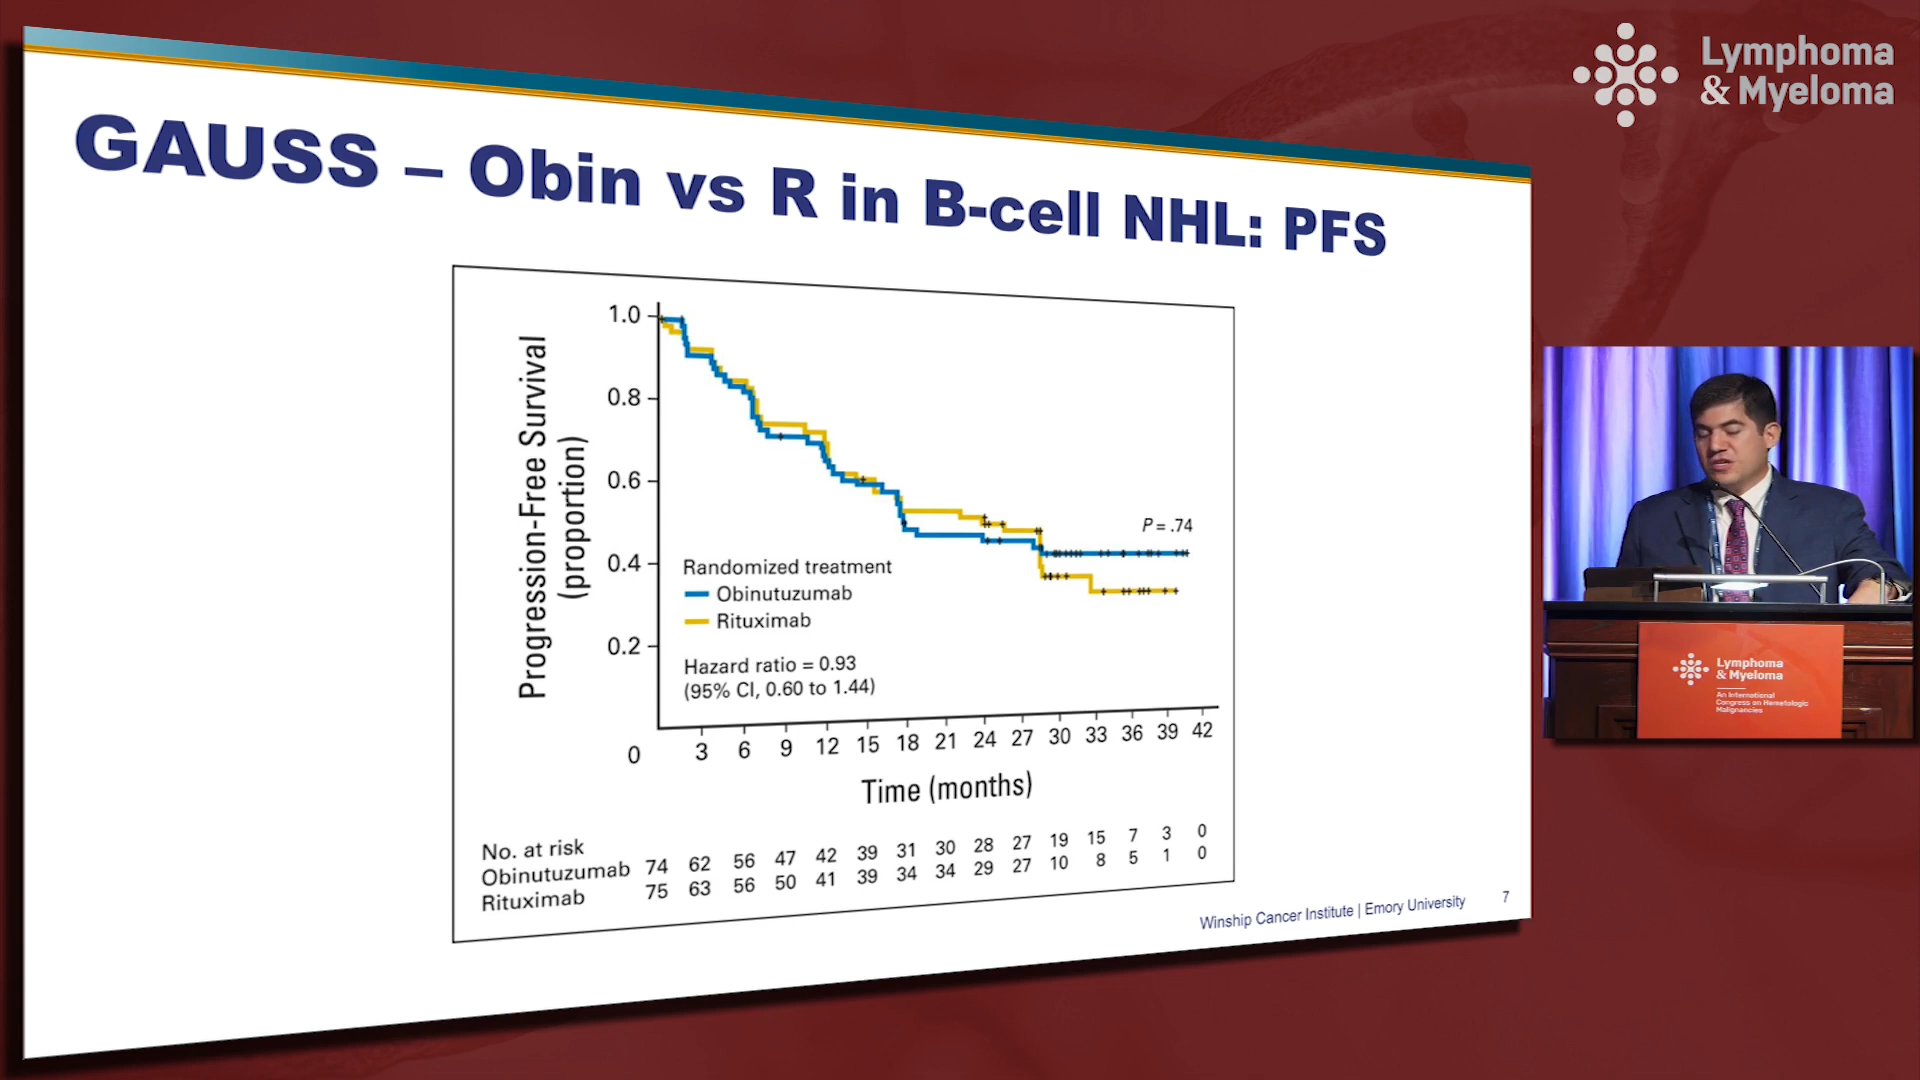 Lymphoma
& Myeloma
GAUSS – Obin vs R in B-cell NHL: PFS
Progression-Free Survival
(proportion)
1.0
0.8
0.6
0.4
0.2
0
P = .74
Randomized treatment
Obinutuzumab
Rituximab
Hazard ratio = 0.93
(95% CI, 0.60 to 1.44)
3 6 9 12 15 18 21 24 27 30 33 36 39 42
Time (months)
No. at risk
Obinutuzumab 74 62 56 47 42 39 31 30 28 27 19 15 7 3 0
Rituximab 75 63 56 50 41 39 34 34 29 27 10 8 5 1 0
Winship Cancer Institute | Emory University 7
Lymphoma
& Myeloma
An International
Congress on Hematologic
Malignancies